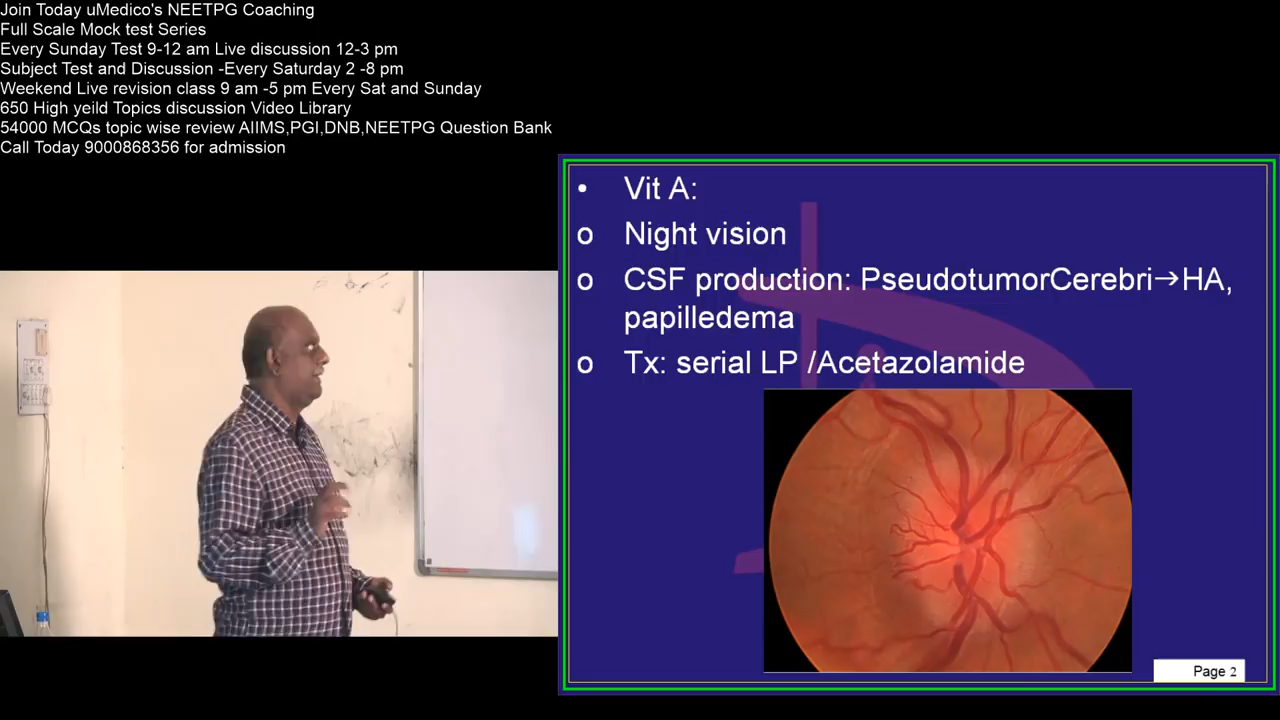 Join Today uMedico's NEETPG Coaching
Full Scale Mock test Series
Every Sunday Test 9-12 am Live discussion 12-3 pm
Subject Test and Discussion -Every Saturday 2 -8 pm
Weekend Live revision class 9 am -5 pm Every Sat and Sunday
650 High yeild Topics discussion Video Library
54000 MCQs topic wise review AIIMS,PGI,DNB,NEETPG Question Bank
Call Today 9000868356 for admission
• Vit A:
o Night vision
o CSF production: PseudotumorCerebri→HA,
papilledema
o Tx: serial LP /Acetazolamide
Page 2